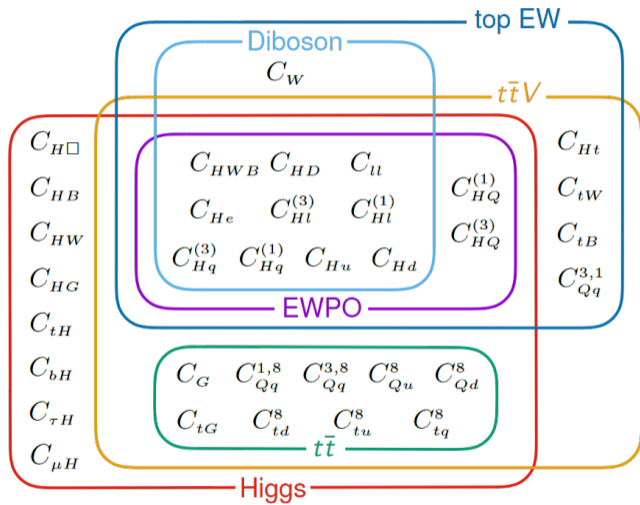 top EW
Diboson
C_W
tt̄V
C_{H□}
C_{HB}
C_{HW}
C_{HG}
C_{tH}
C_{bH}
C_{τH}
C_{μH}
C_{HWB} C_{HD} C_{ll}
C_{He} C_{Hl}^{(3)} C_{Hl}^{(1)}
C_{Hq}^{(3)} C_{Hq}^{(1)} C_{Hu} C_{Hd}
C_{HQ}^{(1)}
C_{HQ}^{(3)}
C_{Ht}
C_{tW}
C_{tB}
C_{Qq}^{3,1}
EWPO
C_G C_{Qq}^{1,8} C_{Qq}^{3,8} C_{Qu}^{8} C_{Qd}^{8}
C_{tG} C_{td}^{8} C_{tu}^{8} C_{tq}^{8}
tt̄
Higgs